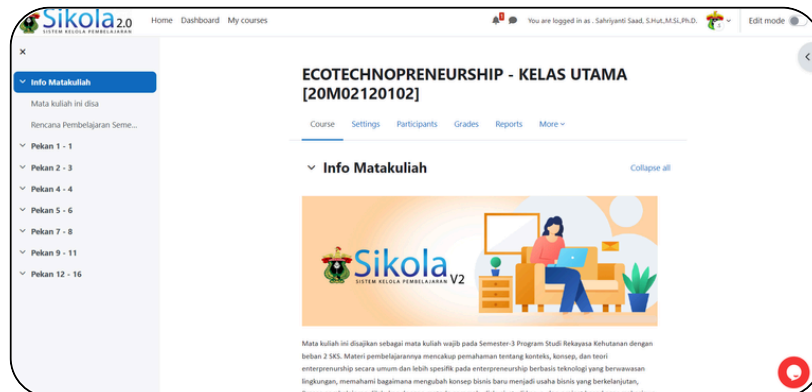 Sikola 2.0
SISTEM KELOLA PEMBELAJARAN
Home Dashboard My courses
You are logged in as . Sahriyanti Saad, S.Hut.,M.Si.,Ph.D.
Edit mode
Info Matakuliah
Mata kuliah ini disa
Rencana Pembelajaran Seme...
Pekan 1 - 1
Pekan 2 - 3
Pekan 4 - 4
Pekan 5 - 6
Pekan 7 - 8
Pekan 9 - 11
Pekan 12 - 16
ECOTECHNOPRENEURSHIP - KELAS UTAMA
[20M02120102]
Course Settings Participants Grades Reports More
Info Matakuliah
Collapse all
Sikola V2
SISTEM KELOLA PEMBELAJARAN
Mata kuliah ini disajikan sebagai mata kuliah wajib pada Semester-3 Program Studi Rekayasa Kehutanan dengan
beban 2 SKS. Materi pembelajarannya mencakup pemahaman tentang konteks, konsep, dan teori
enterprenurship secara umum dan lebih spesifik pada enterpreneurship berbasis teknologi yang berwawasan
lingkungan, memahami bagaimana mengubah konsep bisnis baru menjadi usaha bisnis yang berkelanjutan,